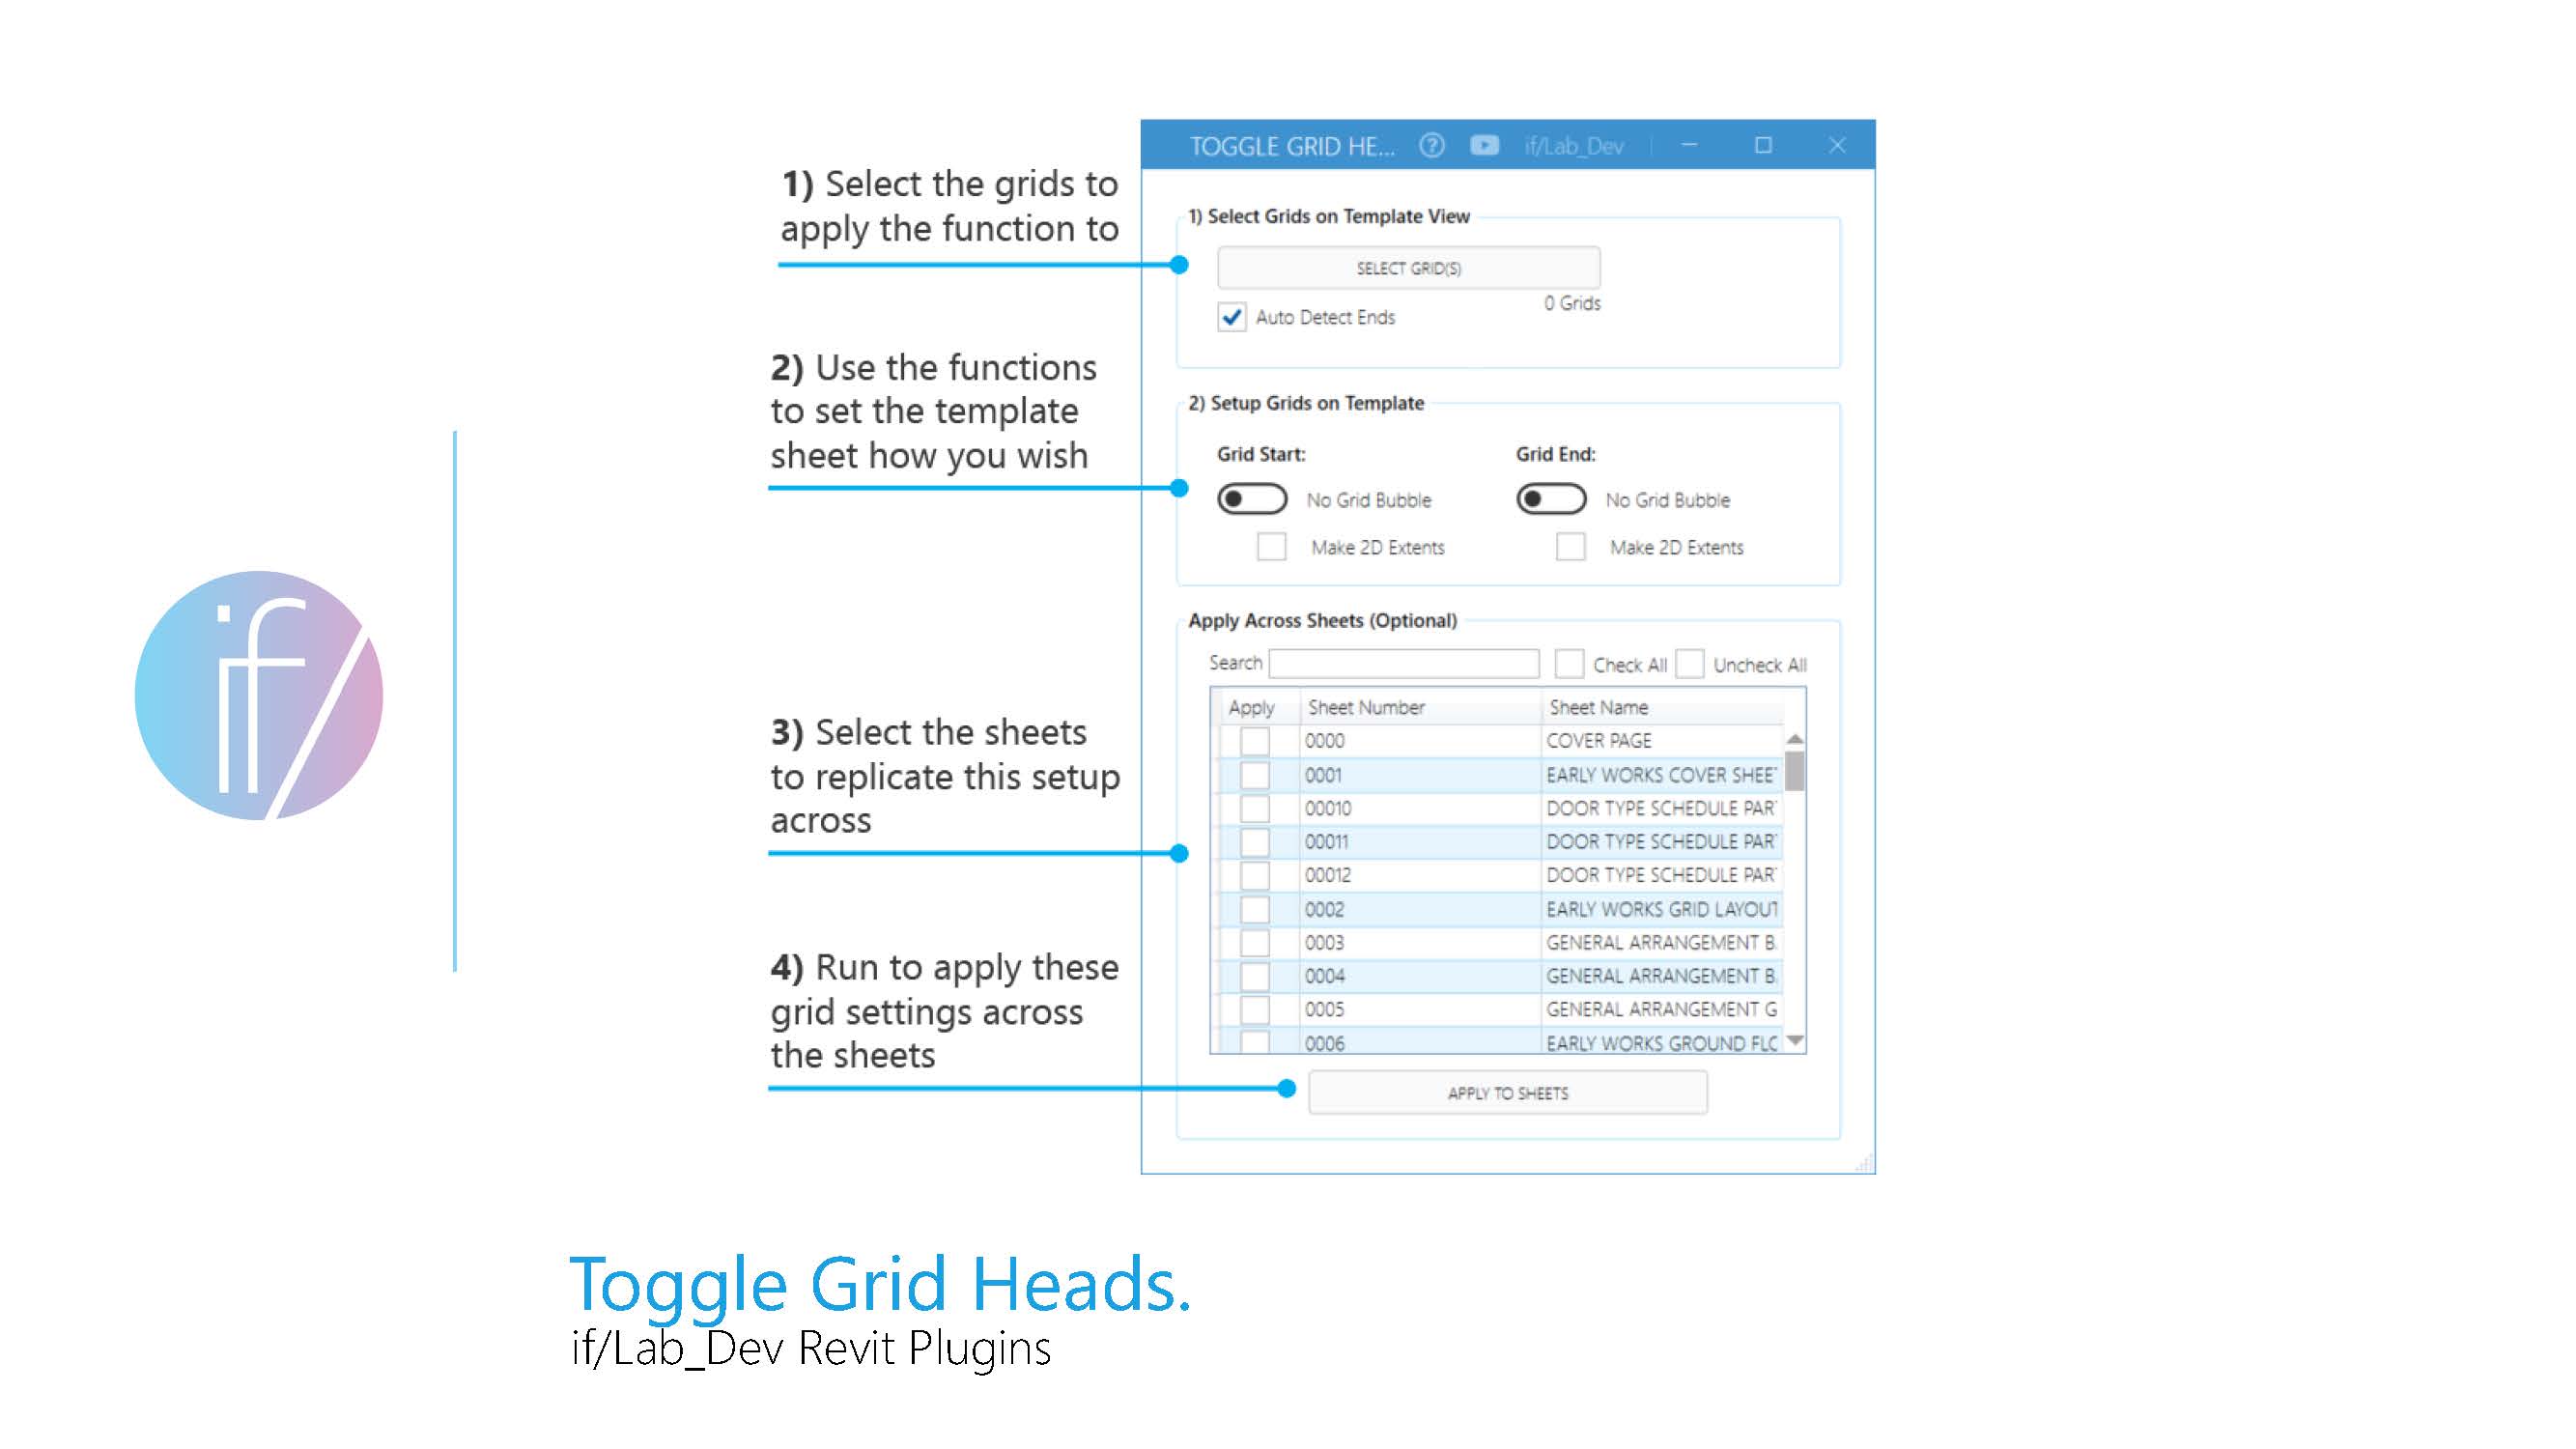 1) Select the grids to
apply the function to
2) Use the functions
to set the template
sheet how you wish
3) Select the sheets
to replicate this setup
across
4) Run to apply these
grid settings across
the sheets
TOGGLE GRID HE... ? if/Lab_Dev
1) Select Grids on Template View
SELECT GRID(S)
0 Grids
Auto Detect Ends
2) Setup Grids on Template
Grid Start: Grid End:
No Grid Bubble No Grid Bubble
Make 2D Extents Make 2D Extents
Apply Across Sheets (Optional)
Search Check All Uncheck All
Apply Sheet Number Sheet Name
0000 COVER PAGE
0001 EARLY WORKS COVER SHEE
00010 DOOR TYPE SCHEDULE PAR
00011 DOOR TYPE SCHEDULE PAR
00012 DOOR TYPE SCHEDULE PAR
0002 EARLY WORKS GRID LAYOUT
0003 GENERAL ARRANGEMENT B
0004 GENERAL ARRANGEMENT B
0005 GENERAL ARRANGEMENT G
0006 EARLY WORKS GROUND FLC
APPLY TO SHEETS
if/
Toggle Grid Heads.
if/Lab_Dev Revit Plugins